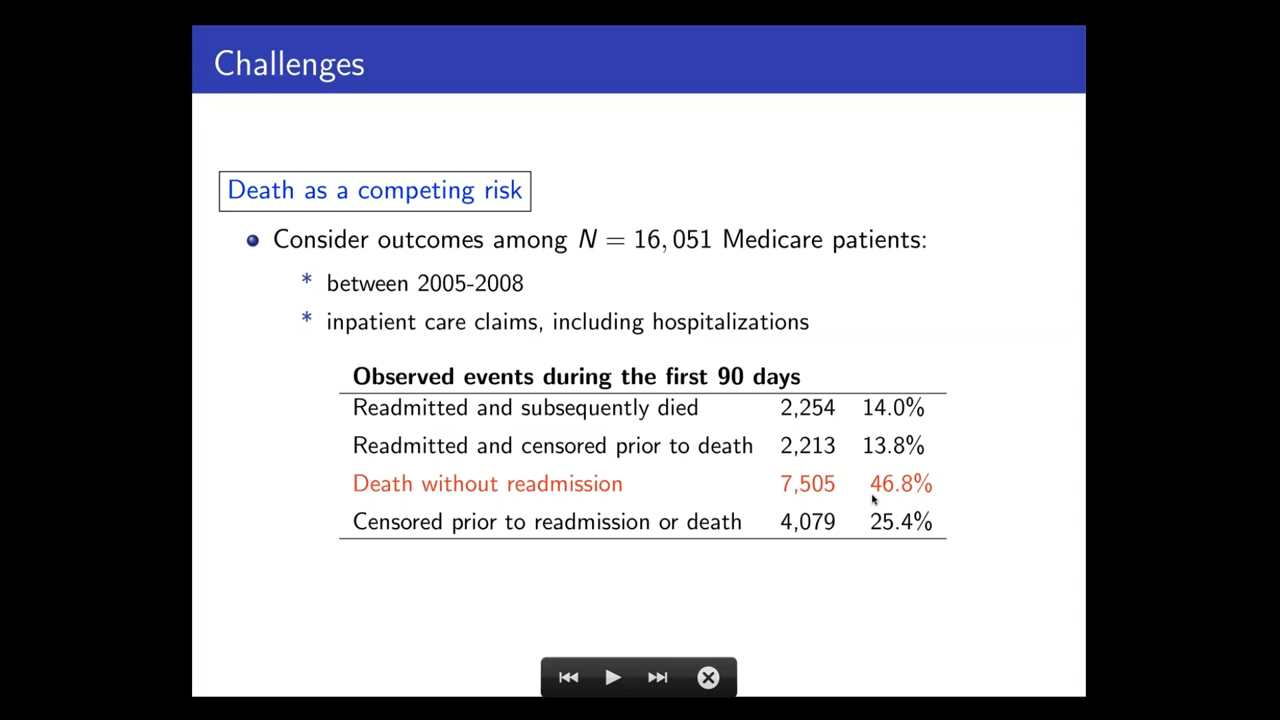 Challenges
Death as a competing risk
Consider outcomes among N = 16, 051 Medicare patients:
* between 2005-2008
* inpatient care claims, including hospitalizations
Observed events during the first 90 days
Readmitted and subsequently died 2,254 14.0%
Readmitted and censored prior to death 2,213 13.8%
Death without readmission 7,505 46.8%
Censored prior to readmission or death 4,079 25.4%